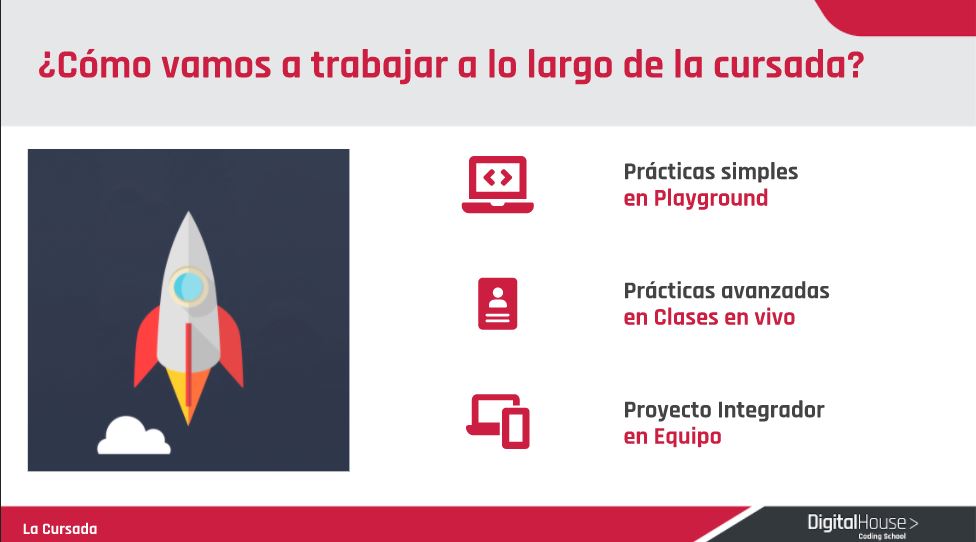 ¿Cómo vamos a trabajar a lo largo de la cursada?
Prácticas simples
en Playground
Prácticas avanzadas
en Clases en vivo
Proyecto Integrador
en Equipo
La Cursada
DigitalHouse>
Coding School